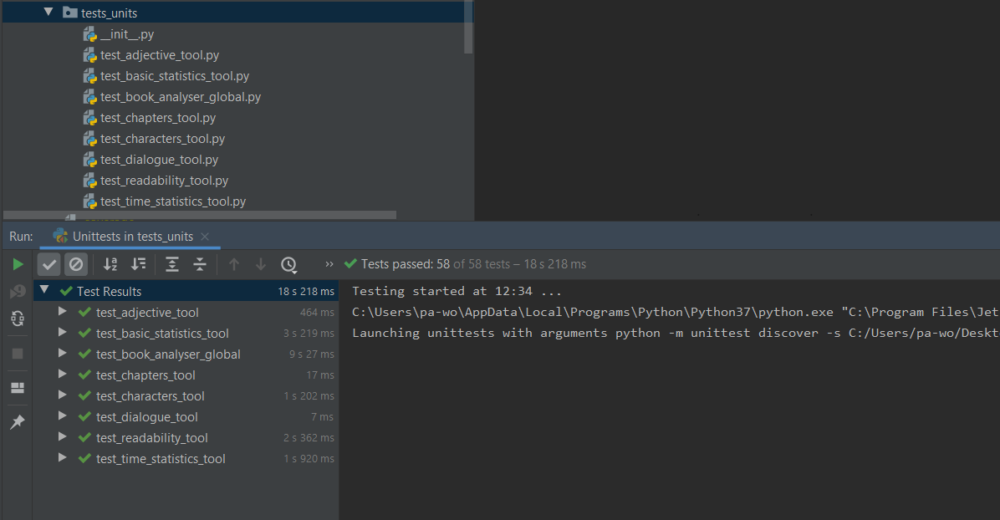 tests_units
__init__.py
test_adjective_tool.py
test_basic_statistics_tool.py
test_book_analyser_global.py
test_chapters_tool.py
test_characters_tool.py
test_dialogue_tool.py
test_readability_tool.py
test_time_statistics_tool.py
Run: Unittests in tests_units
Tests passed: 58 of 58 tests – 18 s 218 ms
Test Results 18 s 218 ms
test_adjective_tool 464 ms
test_basic_statistics_tool 3 s 219 ms
test_book_analyser_global 9 s 27 ms
test_chapters_tool 17 ms
test_characters_tool 1 s 202 ms
test_dialogue_tool 7 ms
test_readability_tool 2 s 362 ms
test_time_statistics_tool 1 s 920 ms
Testing started at 12:34 ...
C:\Users\pa-wo\AppData\Local\Programs\Python\Python37\python.exe "C:\Program Files\Jet
Launching unittests with arguments python -m unittest discover -s C:/Users/pa-wo/Deskt